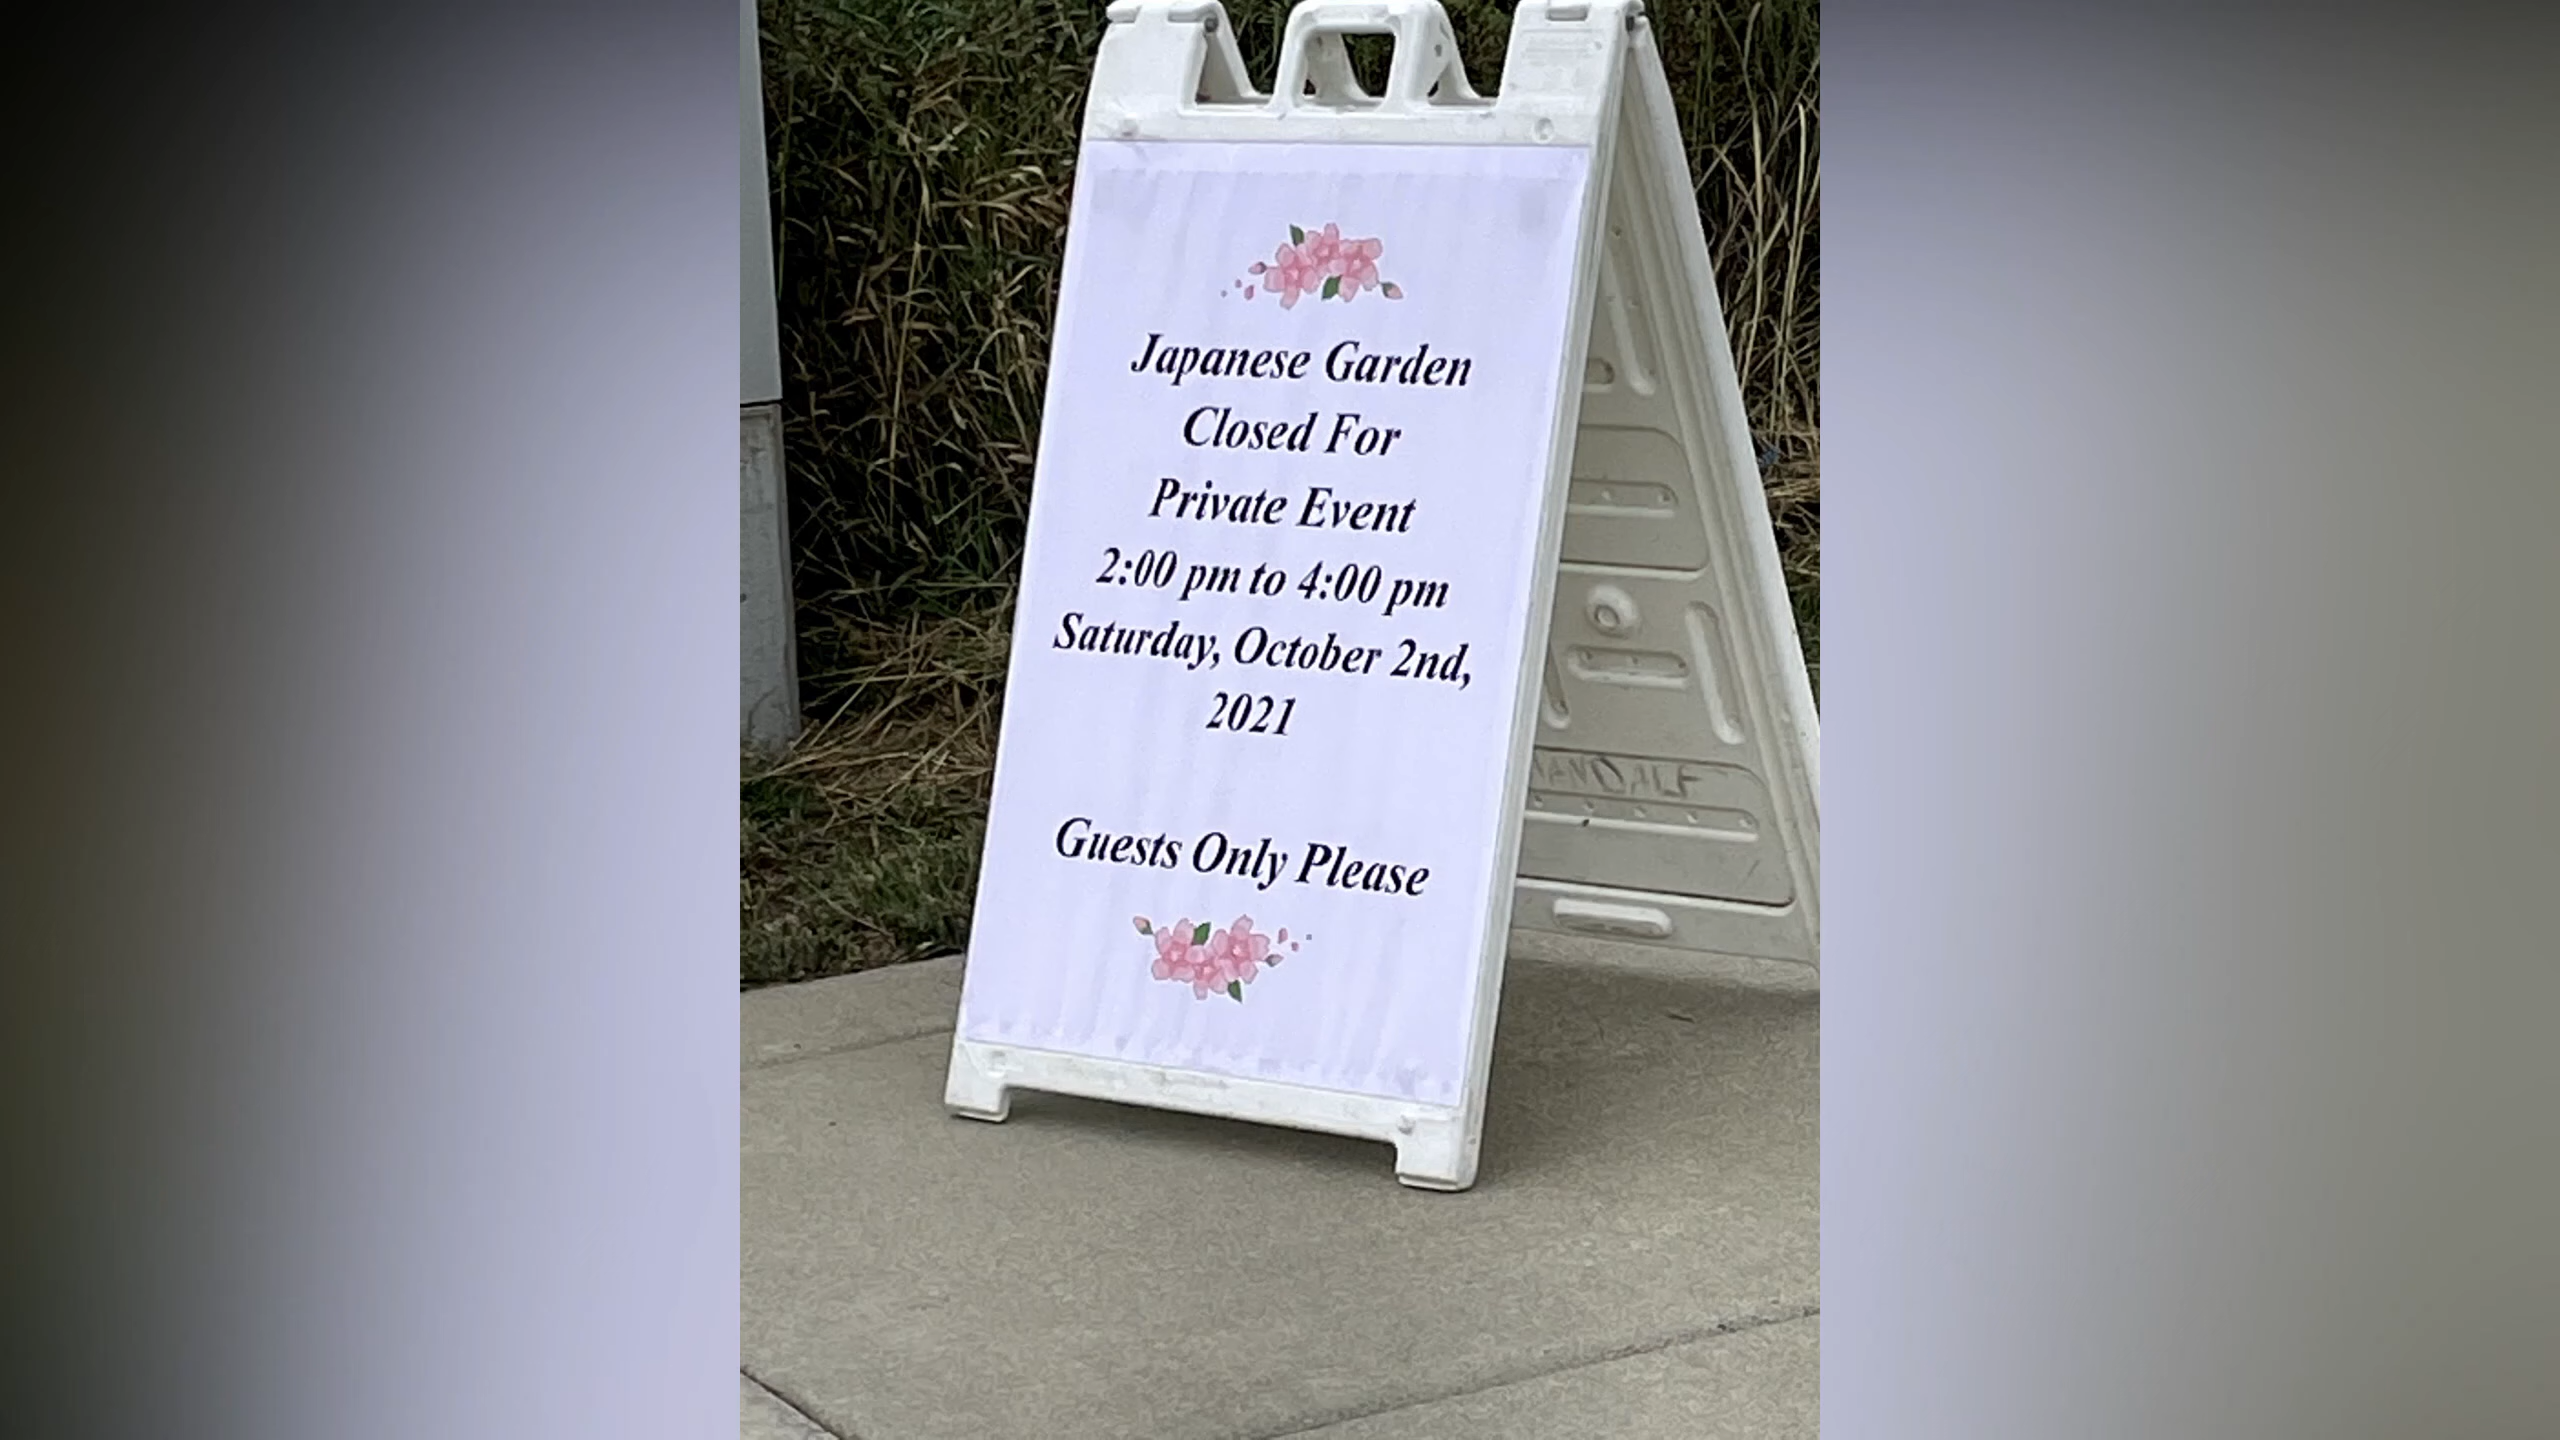 Japanese Garden
Closed For
Private Event
2:00 pm to 4:00 pm
Saturday, October 2nd,
2021
Guests Only Please